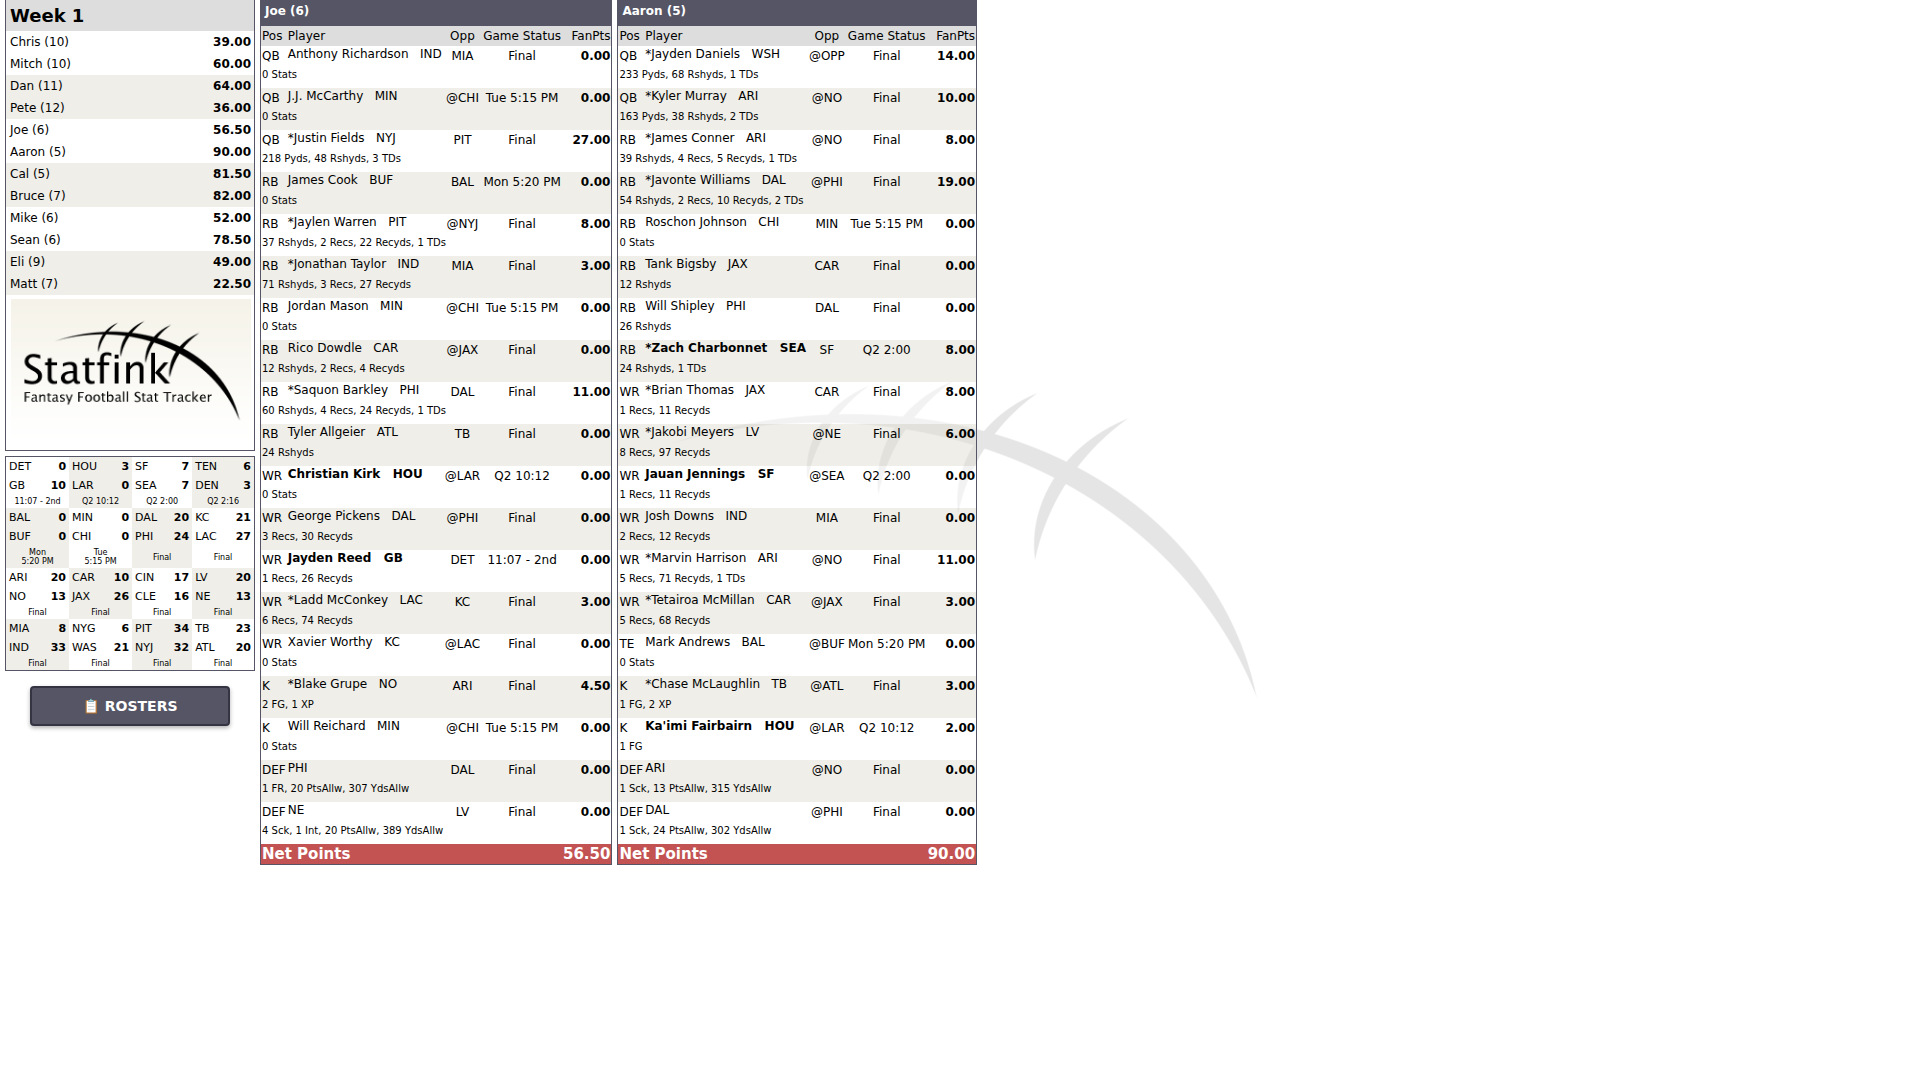 Week 1
Chris (10) 39.00
Mitch (10) 60.00
Dan (11) 64.00
Pete (12) 36.00
Joe (6) 56.50
Aaron (5) 90.00
Cal (5) 81.50
Bruce (7) 82.00
Mike (6) 52.00
Sean (6) 78.50
Eli (9) 49.00
Matt (7) 22.50
Statfink
Fantasy Football Stat Tracker
DET 0 HOU 3 SF 7 TEN 6
GB 10 LAR 0 SEA 7 DEN 3
11:07 - 2nd Q2 10:12 Q2 2:00 Q2 2:16
BAL 0 MIN 0 DAL 20 KC 21
BUF 0 CHI 0 PHI 24 LAC 27
Mon Tue
5:20 PM 5:15 PM Final Final
ARI 20 CAR 10 CIN 17 LV 20
NO 13 JAX 26 CLE 16 NE 13
Final Final Final Final
MIA 8 NYG 6 PIT 34 TB 23
IND 33 WAS 21 NYJ 32 ATL 20
Final Final Final Final
📋 ROSTERS
Joe (6)
Pos Player Opp Game Status FanPts
QB Anthony Richardson IND MIA Final 0.00
0 Stats
QB J.J. McCarthy MIN @CHI Tue 5:15 PM 0.00
0 Stats
QB *Justin Fields NYJ PIT Final 27.00
218 Pyds, 48 Rshyds, 3 TDs
RB James Cook BUF BAL Mon 5:20 PM 0.00
0 Stats
RB *Jaylen Warren PIT @NYJ Final 8.00
37 Rshyds, 2 Recs, 22 Recyds, 1 TDs
RB *Jonathan Taylor IND MIA Final 3.00
71 Rshyds, 3 Recs, 27 Recyds
RB Jordan Mason MIN @CHI Tue 5:15 PM 0.00
0 Stats
RB Rico Dowdle CAR @JAX Final 0.00
12 Rshyds, 2 Recs, 4 Recyds
RB *Saquon Barkley PHI DAL Final 11.00
60 Rshyds, 4 Recs, 24 Recyds, 1 TDs
RB Tyler Allgeier ATL TB Final 0.00
24 Rshyds
WR Christian Kirk HOU @LAR Q2 10:12 0.00
0 Stats
WR George Pickens DAL @PHI Final 0.00
3 Recs, 30 Recyds
WR Jayden Reed GB DET 11:07 - 2nd 0.00
1 Recs, 26 Recyds
WR *Ladd McConkey LAC KC Final 3.00
6 Recs, 74 Recyds
WR Xavier Worthy KC @LAC Final 0.00
0 Stats
K *Blake Grupe NO ARI Final 4.50
2 FG, 1 XP
K Will Reichard MIN @CHI Tue 5:15 PM 0.00
0 Stats
DEF PHI DAL Final 0.00
1 FR, 20 PtsAllw, 307 YdsAllw
DEF NE LV Final 0.00
4 Sck, 1 Int, 20 PtsAllw, 389 YdsAllw
Net Points 56.50
Aaron (5)
Pos Player Opp Game Status FanPts
QB *Jayden Daniels WSH @OPP Final 14.00
233 Pyds, 68 Rshyds, 1 TDs
QB *Kyler Murray ARI @NO Final 10.00
163 Pyds, 38 Rshyds, 2 TDs
RB *James Conner ARI @NO Final 8.00
39 Rshyds, 4 Recs, 5 Recyds, 1 TDs
RB *Javonte Williams DAL @PHI Final 19.00
54 Rshyds, 2 Recs, 10 Recyds, 2 TDs
RB Roschon Johnson CHI MIN Tue 5:15 PM 0.00
0 Stats
RB Tank Bigsby JAX CAR Final 0.00
12 Rshyds
RB Will Shipley PHI DAL Final 0.00
26 Rshyds
RB *Zach Charbonnet SEA SF Q2 2:00 8.00
24 Rshyds, 1 TDs
WR *Brian Thomas JAX CAR Final 8.00
1 Recs, 11 Recyds
WR *Jakobi Meyers LV @NE Final 6.00
8 Recs, 97 Recyds
WR Jauan Jennings SF @SEA Q2 2:00 0.00
1 Recs, 11 Recyds
WR Josh Downs IND MIA Final 0.00
2 Recs, 12 Recyds
WR *Marvin Harrison ARI @NO Final 11.00
5 Recs, 71 Recyds, 1 TDs
WR *Tetairoa McMillan CAR @JAX Final 3.00
5 Recs, 68 Recyds
TE Mark Andrews BAL @BUF Mon 5:20 PM 0.00
0 Stats
K *Chase McLaughlin TB @ATL Final 3.00
1 FG, 2 XP
K Ka'imi Fairbairn HOU @LAR Q2 10:12 2.00
1 FG
DEF ARI @NO Final 0.00
1 Sck, 13 PtsAllw, 315 YdsAllw
DEF DAL @PHI Final 0.00
1 Sck, 24 PtsAllw, 302 YdsAllw
Net Points 90.00